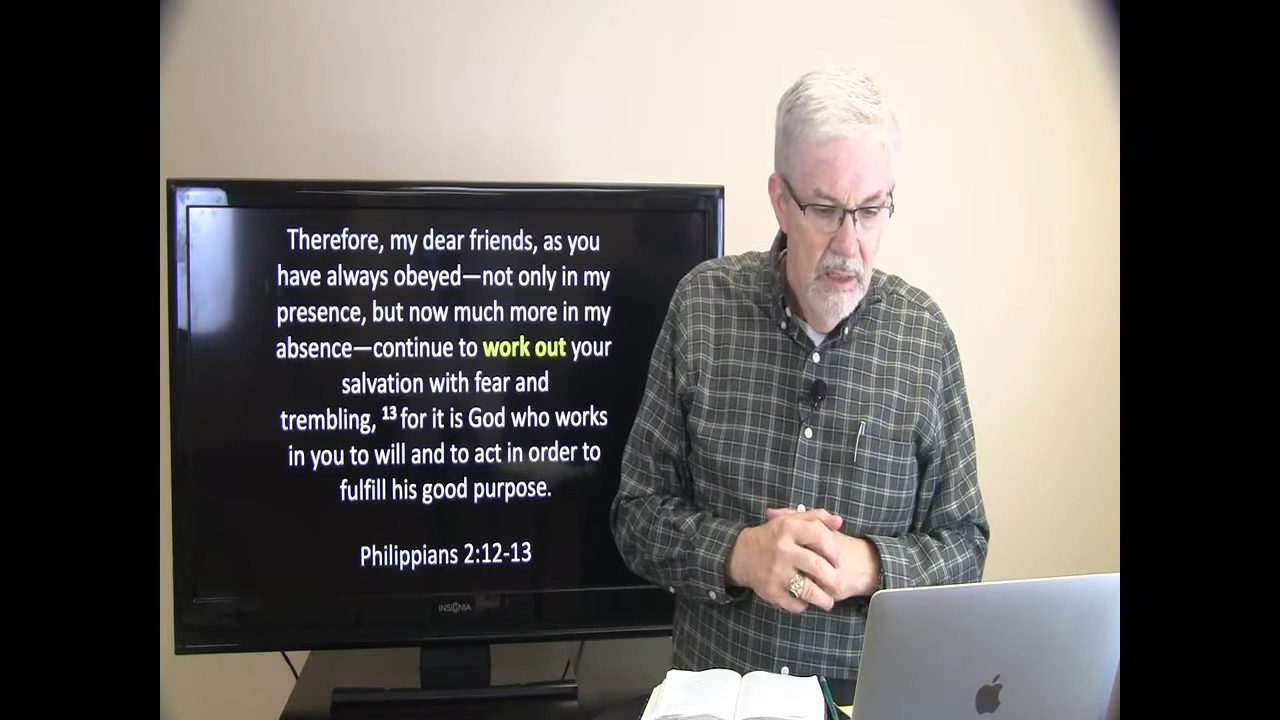 Therefore, my dear friends, as you
have always obeyed—not only in my
presence, but now much more in my
absence—continue to work out your
salvation with fear and
trembling, ¹³ for it is God who works
in you to will and to act in order to
fulfill his good purpose.
Philippians 2:12-13
INSIGNIA